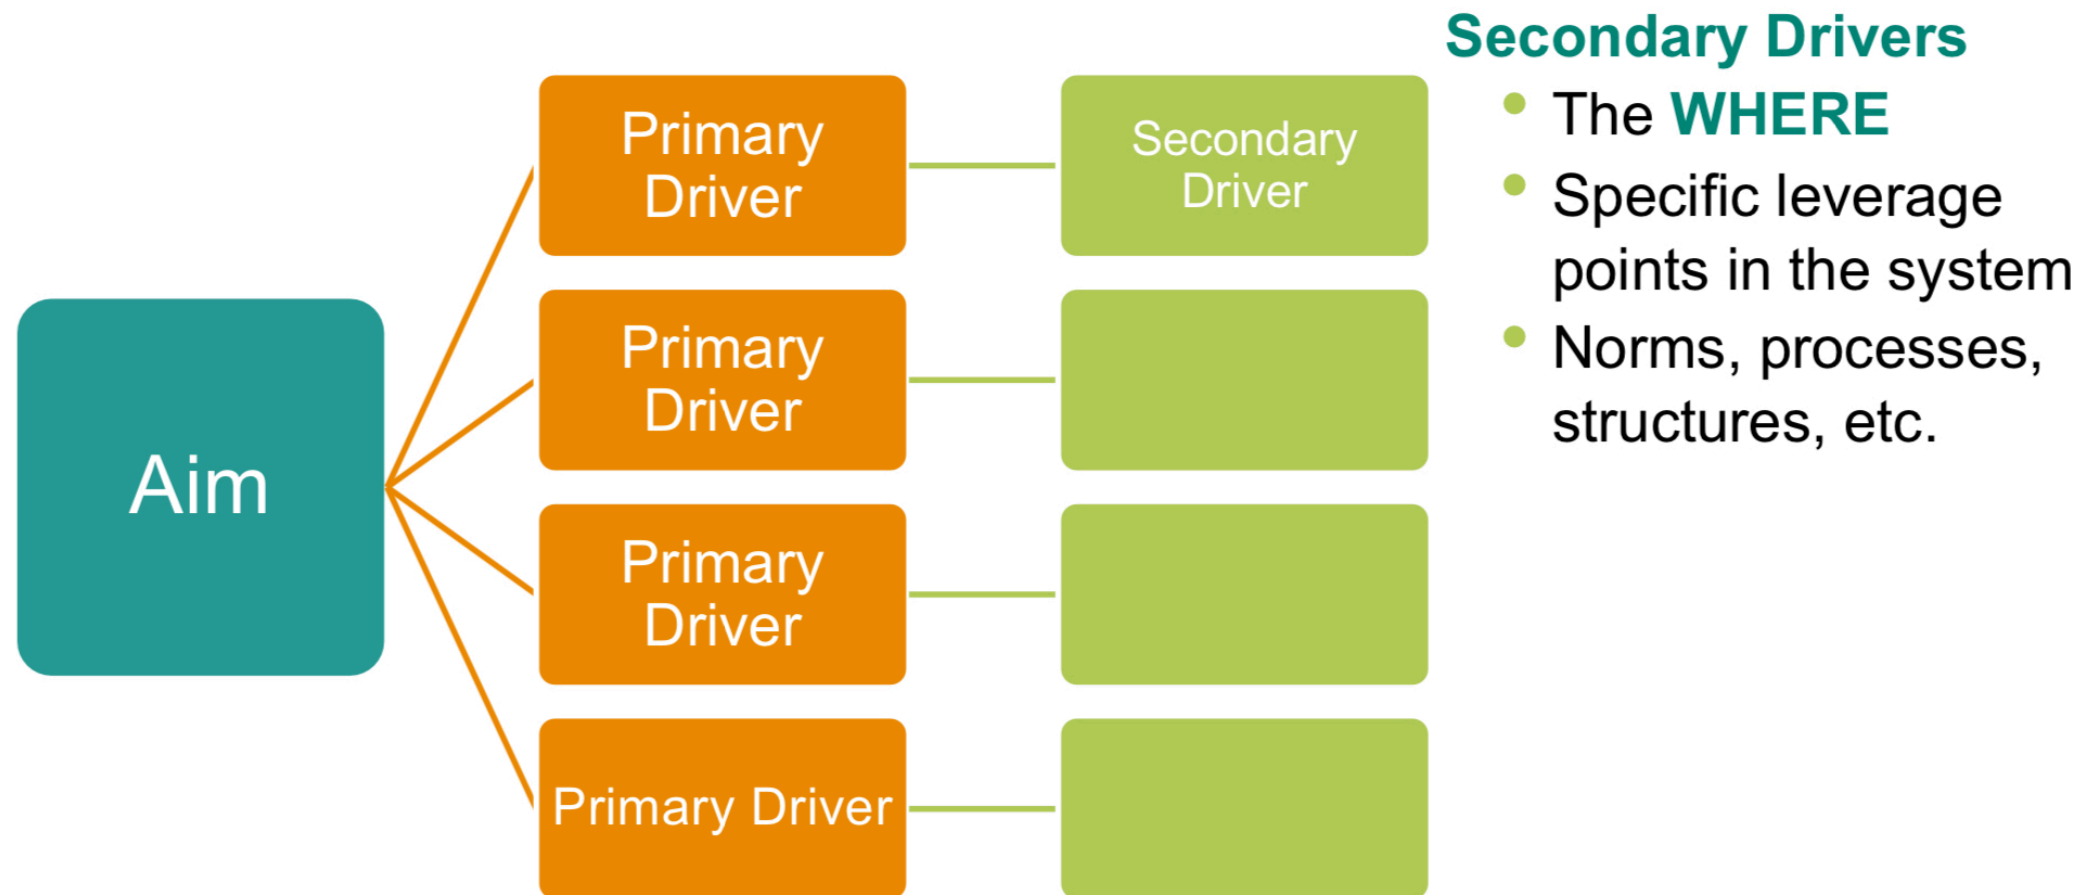 Aim
Primary
Driver
Primary
Driver
Primary
Driver
Primary Driver
Secondary
Driver
Secondary Drivers
• The WHERE
• Specific leverage
points in the system
• Norms, processes,
structures, etc.